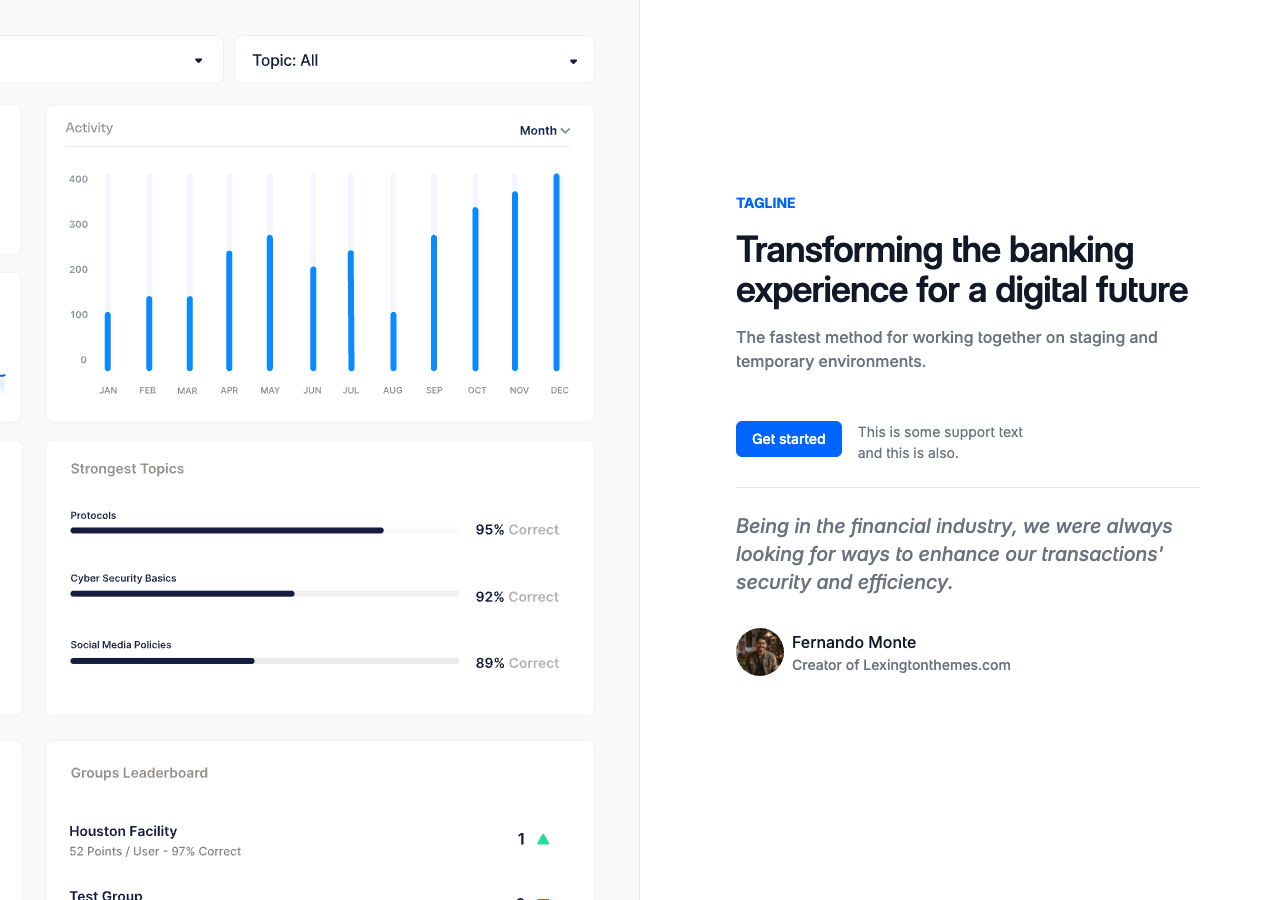 Topic: All
Activity
Month
400
300
200
100
0
JAN FEB MAR APR MAY JUN JUL AUG SEP OCT NOV DEC
Strongest Topics
Protocols
95% Correct
Cyber Security Basics
92% Correct
Social Media Policies
89% Correct
Groups Leaderboard
Houston Facility
52 Points / User - 97% Correct
1
Test Group
TAGLINE
Transforming the banking
experience for a digital future
The fastest method for working together on staging and
temporary environments.
Get started
This is some support text
and this is also.
Being in the financial industry, we were always
looking for ways to enhance our transactions'
security and efficiency.
Fernando Monte
Creator of Lexingtonthemes.com